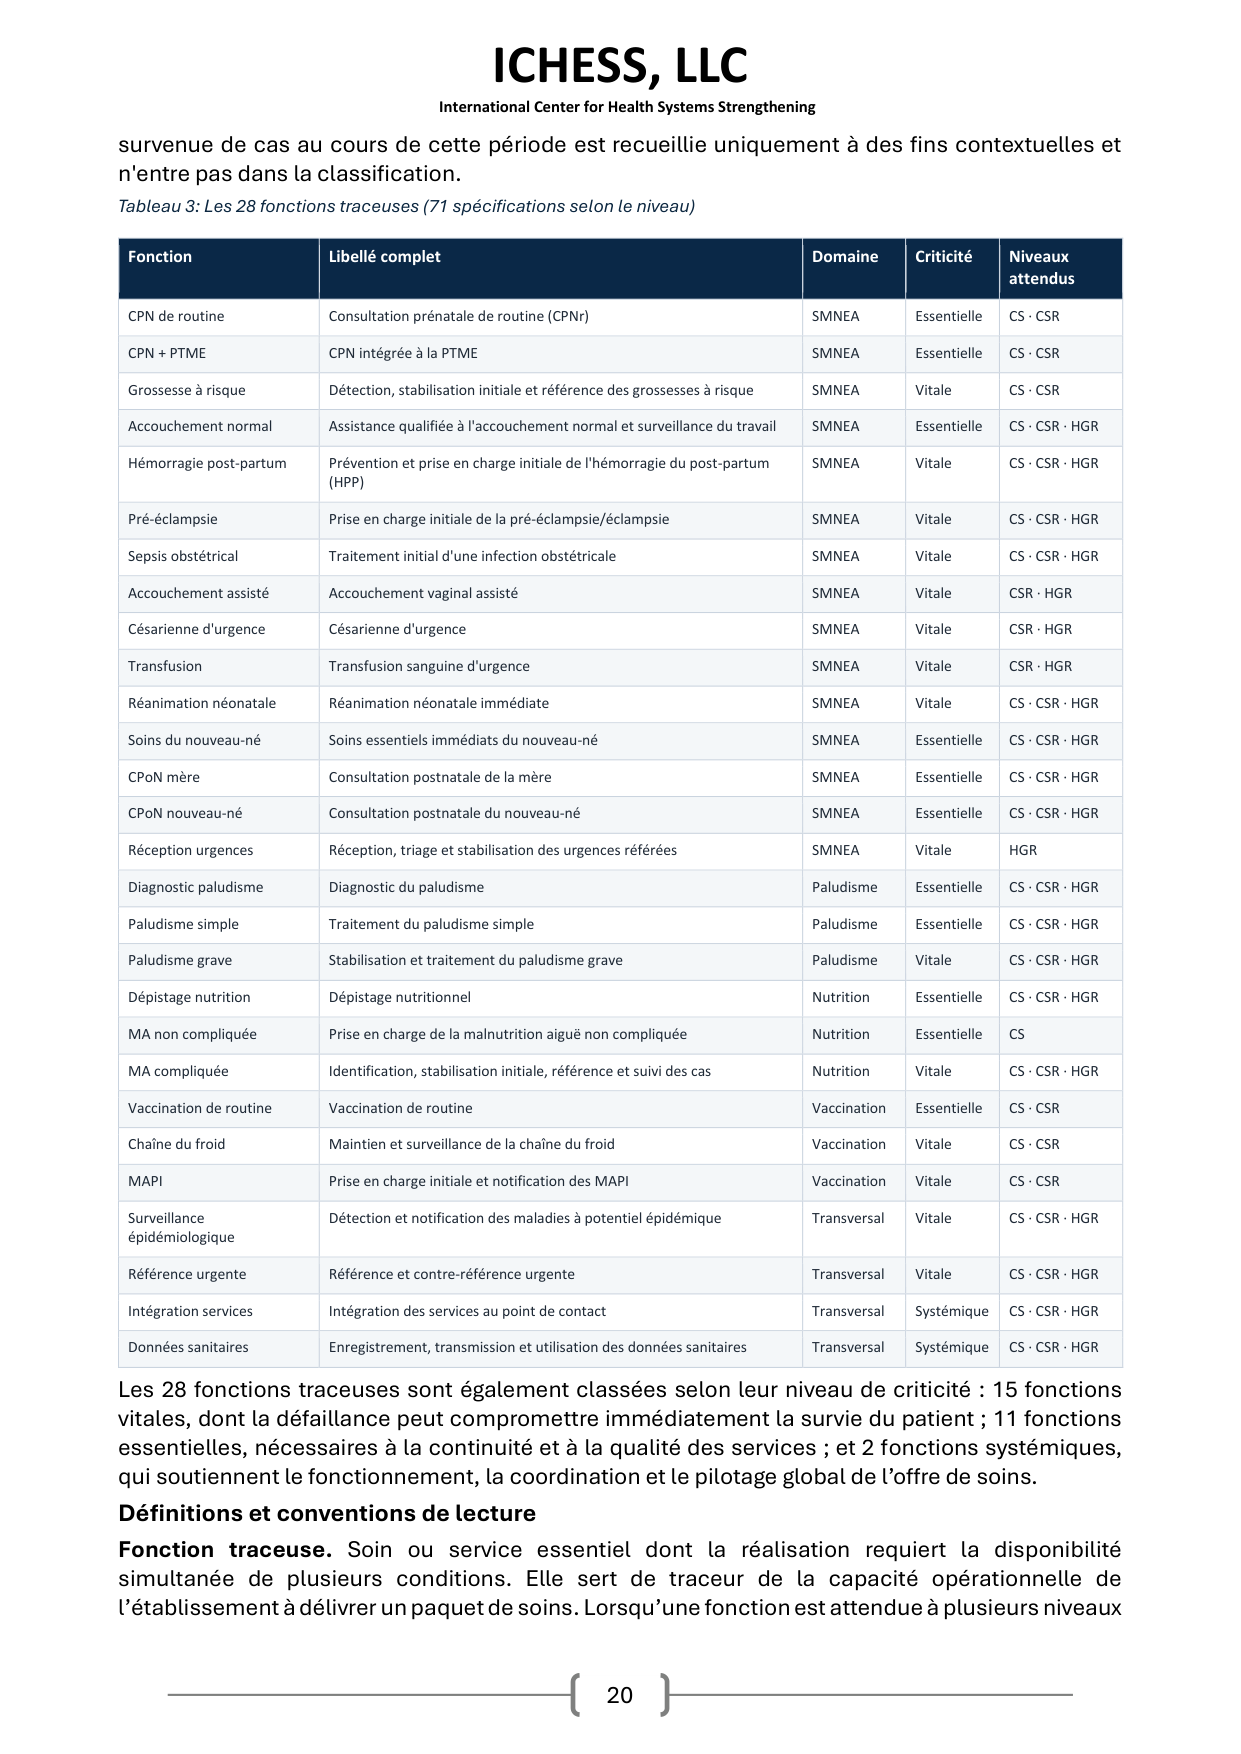 ICHESS, LLC
International Center for Health Systems Strengthening
survenue de cas au cours de cette période est recueillie uniquement à des fins contextuelles et
n'entre pas dans la classification.
Tableau 3: Les 28 fonctions traceuses (71 spécifications selon le niveau)
Fonction Libellé complet Domaine Criticité Niveaux
attendus
CPN de routine Consultation prénatale de routine (CPNr) SMNEA Essentielle CS · CSR
CPN + PTME CPN intégrée à la PTME SMNEA Essentielle CS · CSR
Grossesse à risque Détection, stabilisation initiale et référence des grossesses à risque SMNEA Vitale CS · CSR
Accouchement normal Assistance qualifiée à l'accouchement normal et surveillance du travail SMNEA Essentielle CS · CSR · HGR
Hémorragie post-partum Prévention et prise en charge initiale de l'hémorragie du post-partum SMNEA Vitale CS · CSR · HGR
(HPP)
Pré-éclampsie Prise en charge initiale de la pré-éclampsie/éclampsie SMNEA Vitale CS · CSR · HGR
Sepsis obstétrical Traitement initial d'une infection obstétricale SMNEA Vitale CS · CSR · HGR
Accouchement assisté Accouchement vaginal assisté SMNEA Vitale CSR · HGR
Césarienne d'urgence Césarienne d'urgence SMNEA Vitale CSR · HGR
Transfusion Transfusion sanguine d'urgence SMNEA Vitale CSR · HGR
Réanimation néonatale Réanimation néonatale immédiate SMNEA Vitale CS · CSR · HGR
Soins du nouveau-né Soins essentiels immédiats du nouveau-né SMNEA Essentielle CS · CSR · HGR
CPoN mère Consultation postnatale de la mère SMNEA Essentielle CS · CSR · HGR
CPoN nouveau-né Consultation postnatale du nouveau-né SMNEA Essentielle CS · CSR · HGR
Réception urgences Réception, triage et stabilisation des urgences référées SMNEA Vitale HGR
Diagnostic paludisme Diagnostic du paludisme Paludisme Essentielle CS · CSR · HGR
Paludisme simple Traitement du paludisme simple Paludisme Essentielle CS · CSR · HGR
Paludisme grave Stabilisation et traitement du paludisme grave Paludisme Vitale CS · CSR · HGR
Dépistage nutrition Dépistage nutritionnel Nutrition Essentielle CS · CSR · HGR
MA non compliquée Prise en charge de la malnutrition aiguë non compliquée Nutrition Essentielle CS
MA compliquée Identification, stabilisation initiale, référence et suivi des cas Nutrition Vitale CS · CSR · HGR
Vaccination de routine Vaccination de routine Vaccination Essentielle CS · CSR
Chaîne du froid Maintien et surveillance de la chaîne du froid Vaccination Vitale CS · CSR
MAPI Prise en charge initiale et notification des MAPI Vaccination Vitale CS · CSR
Surveillance Détection et notification des maladies à potentiel épidémique Transversal Vitale CS · CSR · HGR
épidémiologique
Référence urgente Référence et contre-référence urgente Transversal Vitale CS · CSR · HGR
Intégration services Intégration des services au point de contact Transversal Systémique CS · CSR · HGR
Données sanitaires Enregistrement, transmission et utilisation des données sanitaires Transversal Systémique CS · CSR · HGR
Les 28 fonctions traceuses sont également classées selon leur niveau de criticité : 15 fonctions
vitales, dont la défaillance peut compromettre immédiatement la survie du patient ; 11 fonctions
essentielles, nécessaires à la continuité et à la qualité des services ; et 2 fonctions systémiques,
qui soutiennent le fonctionnement, la coordination et le pilotage global de l’offre de soins.
Définitions et conventions de lecture
Fonction traceuse. Soin ou service essentiel dont la réalisation requiert la disponibilité
simultanée de plusieurs conditions. Elle sert de traceur de la capacité opérationnelle de
l’établissement à délivrer un paquet de soins. Lorsqu’une fonction est attendue à plusieurs niveaux
20